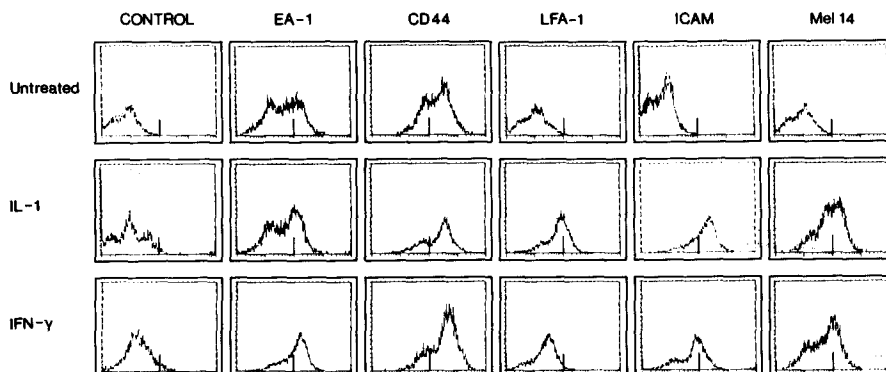 CONTROL EA-1 CD44 LFA-1 ICAM Mel 14
Untreated
IL-1
IFN-γ